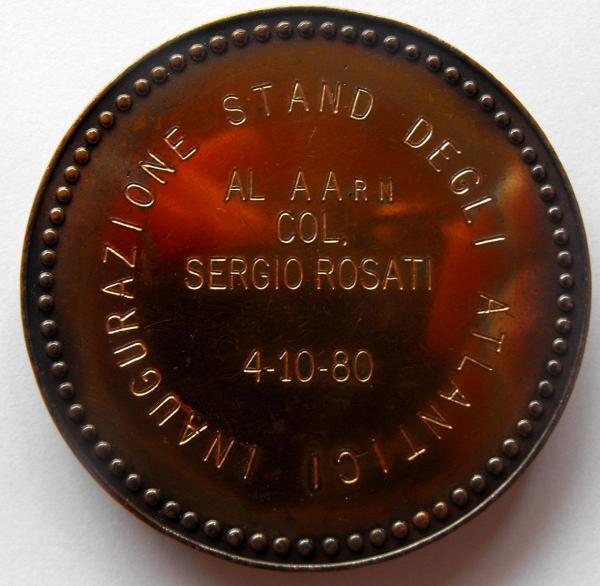 INAUGURAZIONE STAND DEGLI ATLANTICI
AL A A R N
COL.
SERGIO ROSATI
4-10-80